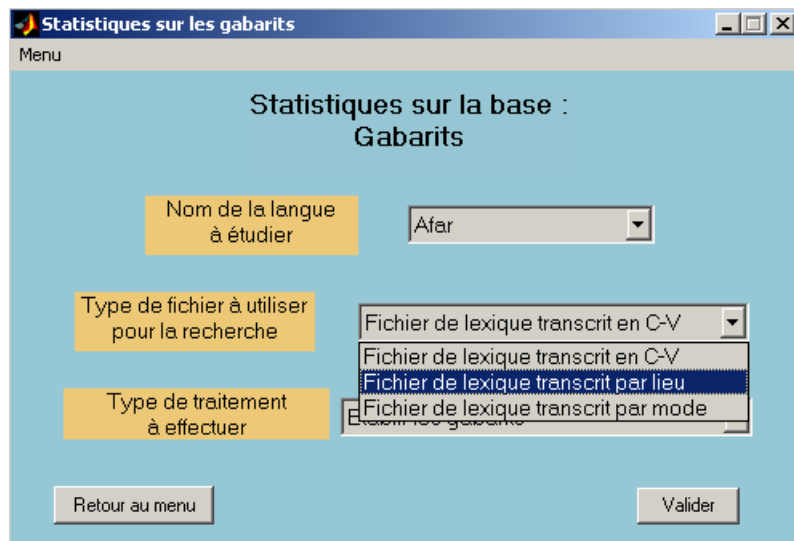 Statistiques sur les gabarits
Menu
Statistiques sur la base :
Gabarits
Nom de la langue
à étudier
Afar
Type de fichier à utiliser
pour la recherche
Fichier de lexique transcrit en C-V
Fichier de lexique transcrit en C-V
Fichier de lexique transcrit par lieu
Fichier de lexique transcrit par mode
Type de traitement
à effectuer
Retour au menu
Valider